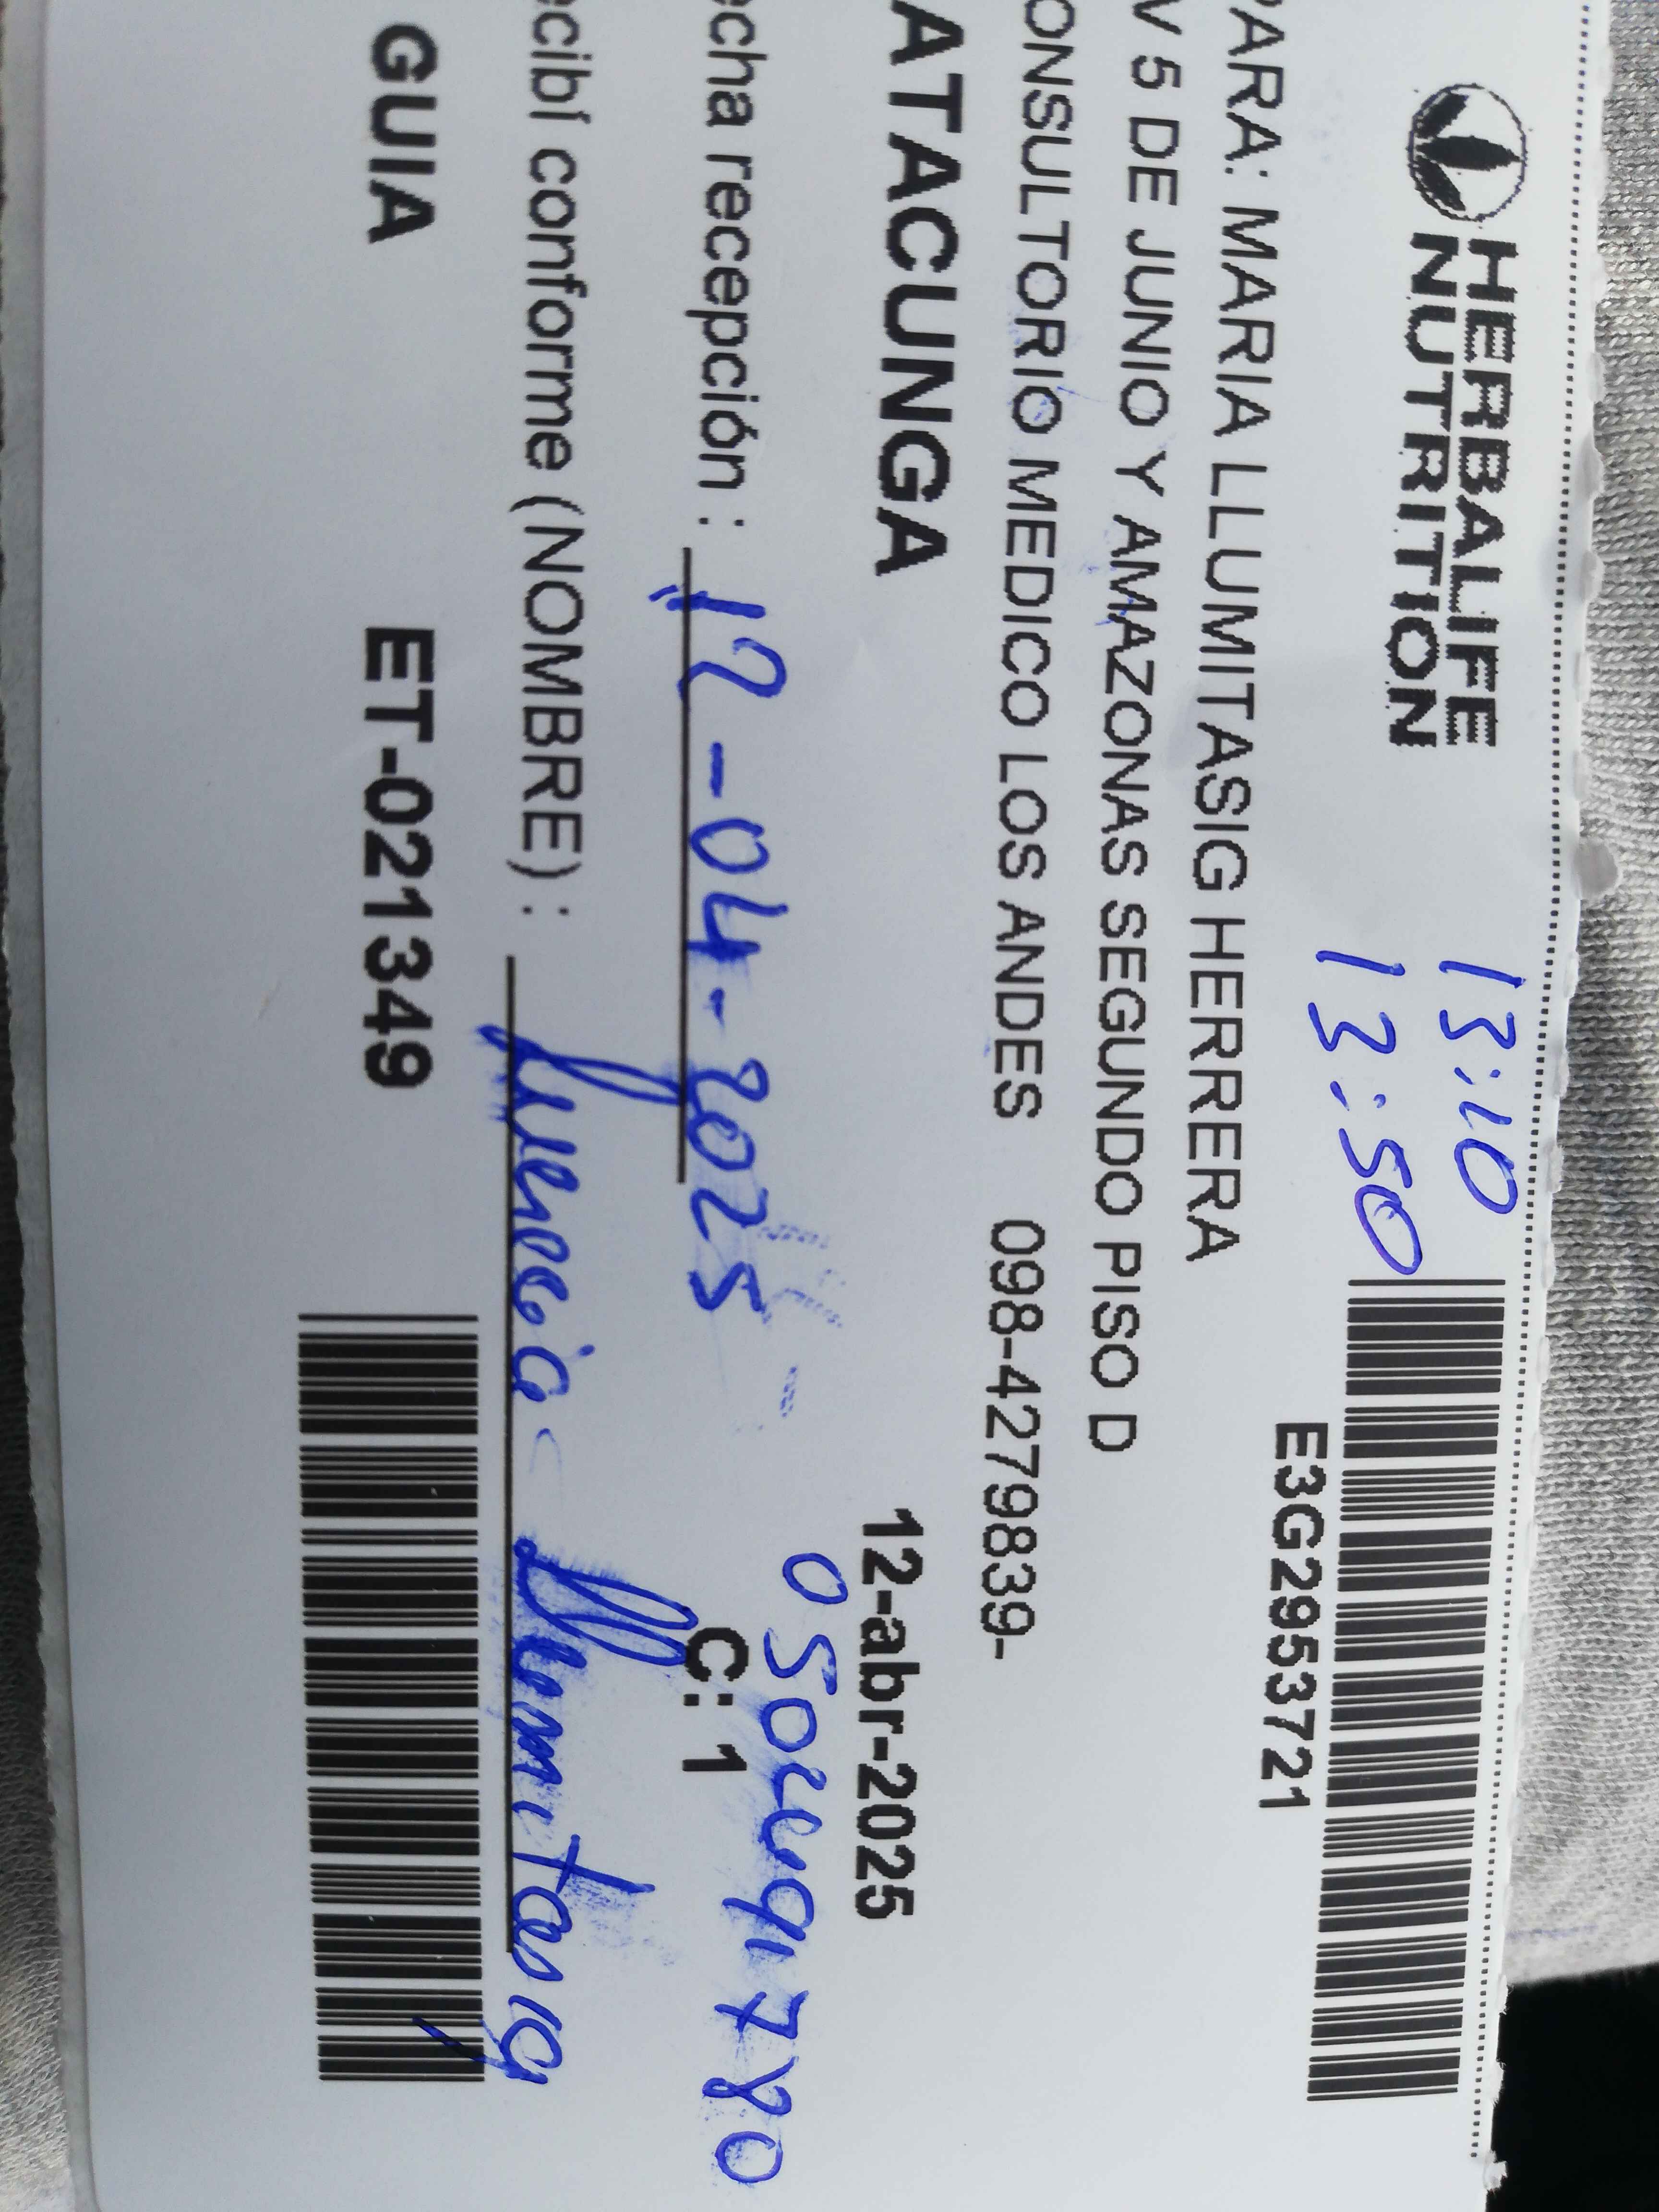 HERBALIFE
NUTRITION
13:10
13:50
E3G2953721
PARA: MARIA LLUMITASIG HERRERA
V 5 DE JUNIO Y AMAZONAS SEGUNDO PISO D
ONSULTORIO MEDICO LOS ANDES 098-4279839-
ATACUNGA 12-abr-2025
echa recepción : 12-04-2025
C: 1
ecibí conforme (NOMBRE) : Llumitasig
GUIA ET-021349